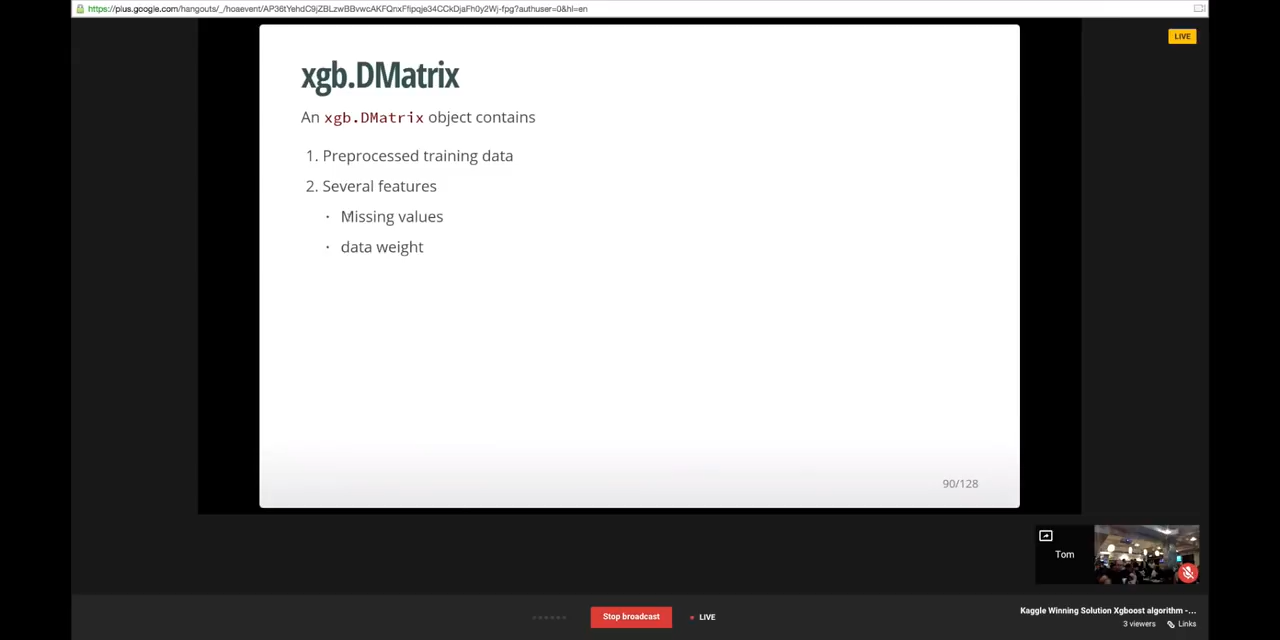 https://plus.google.com/hangouts/_/hoaevent/AP36tYehdC9jZBLzwBBvwcAKFQnxFfipqje34CCkDjaFh0y2Wj-fpg?authuser=0&hl=en
LIVE
xgb.DMatrix
An xgb.DMatrix object contains
1. Preprocessed training data
2. Several features
· Missing values
· data weight
90/128
Tom
Stop broadcast
LIVE
Kaggle Winning Solution Xgboost algorithm -...
3 viewers
Links